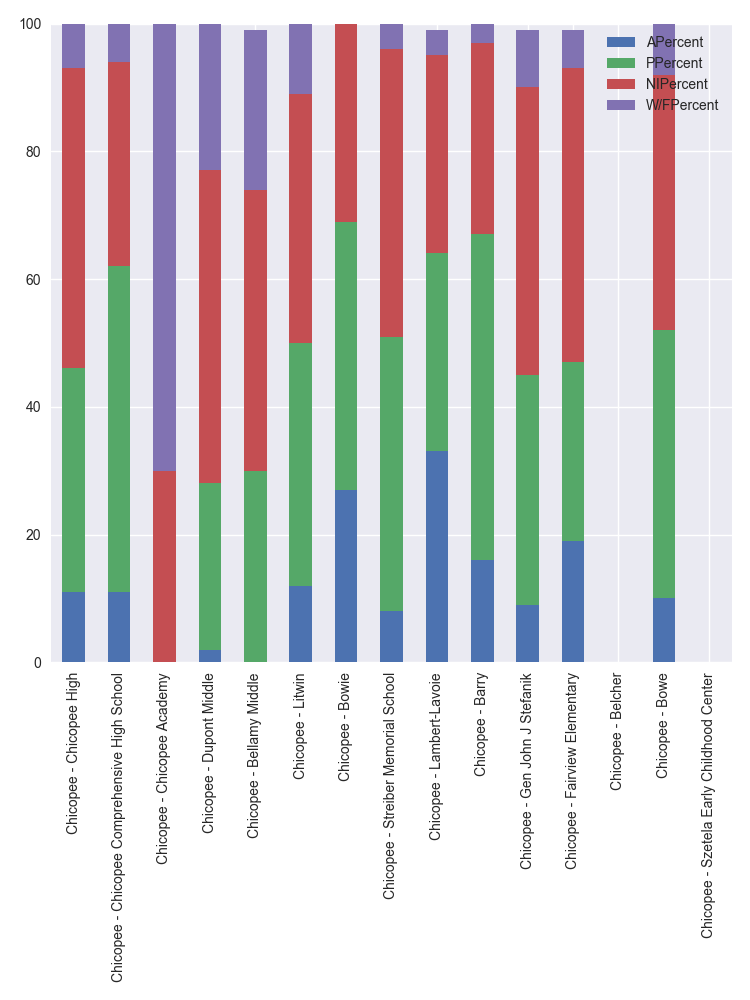 100
80
60
40
20
0
APercent
PPercent
NIPercent
W/FPercent
Chicopee - Chicopee High
Chicopee - Chicopee Comprehensive High School
Chicopee - Chicopee Academy
Chicopee - Dupont Middle
Chicopee - Bellamy Middle
Chicopee - Litwin
Chicopee - Bowie
Chicopee - Streiber Memorial School
Chicopee - Lambert-Lavoie
Chicopee - Barry
Chicopee - Gen John J Stefanik
Chicopee - Fairview Elementary
Chicopee - Belcher
Chicopee - Bowe
Chicopee - Szetela Early Childhood Center